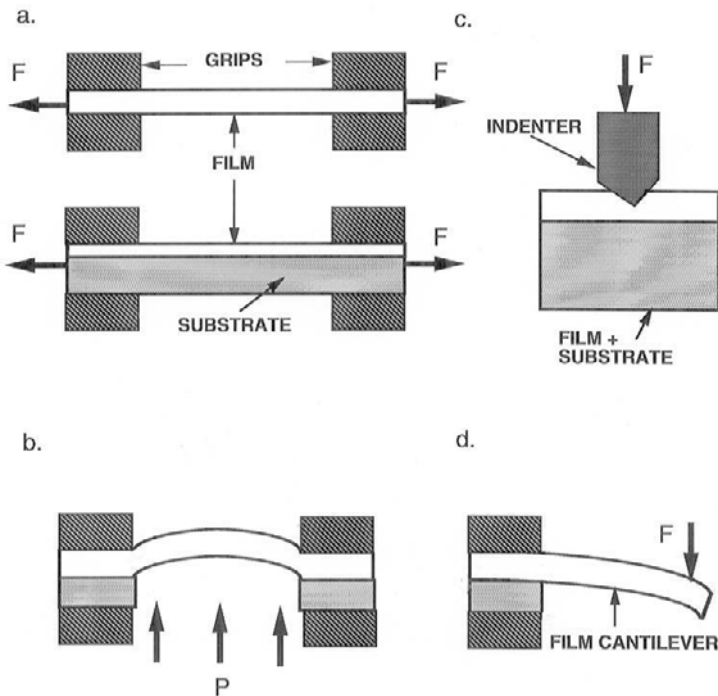 a.
c.
GRIPS
F
F
F
INDENTER
FILM
F
F
SUBSTRATE
FILM +
SUBSTRATE
b.
d.
F
FILM CANTILEVER
P